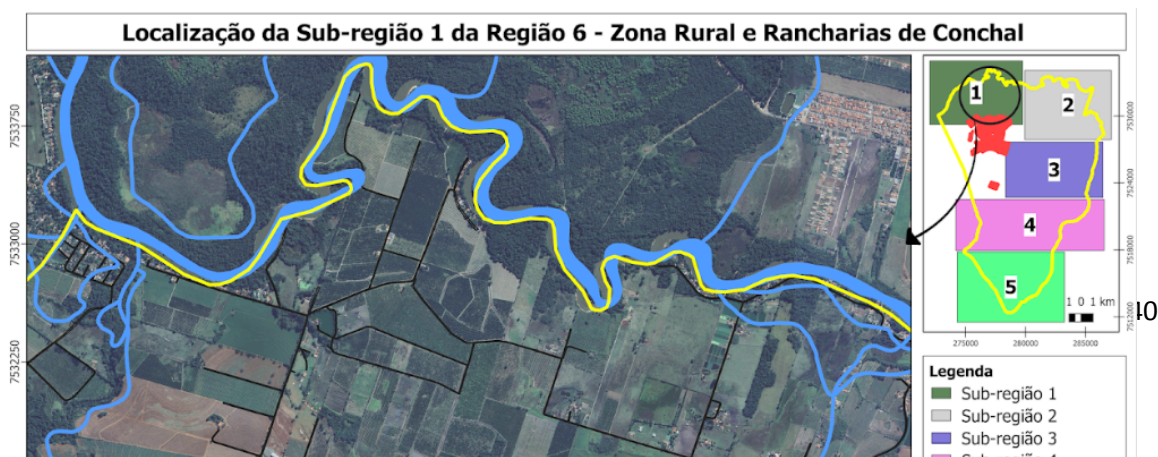 Localização da Sub-região 1 da Região 6 - Zona Rural e Rancharias de Conchal
7533750
7533000
7532250
1
2
3
4
5
1 0 1 km
7530000
7524000
7518000
7512000
275000
280000
285000
40
Legenda
Sub-região 1
Sub-região 2
Sub-região 3